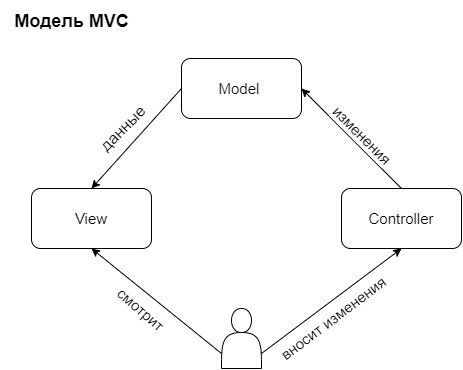 Модель MVC
Model
данные
изменения
View
Controller
смотрит
вносит изменения